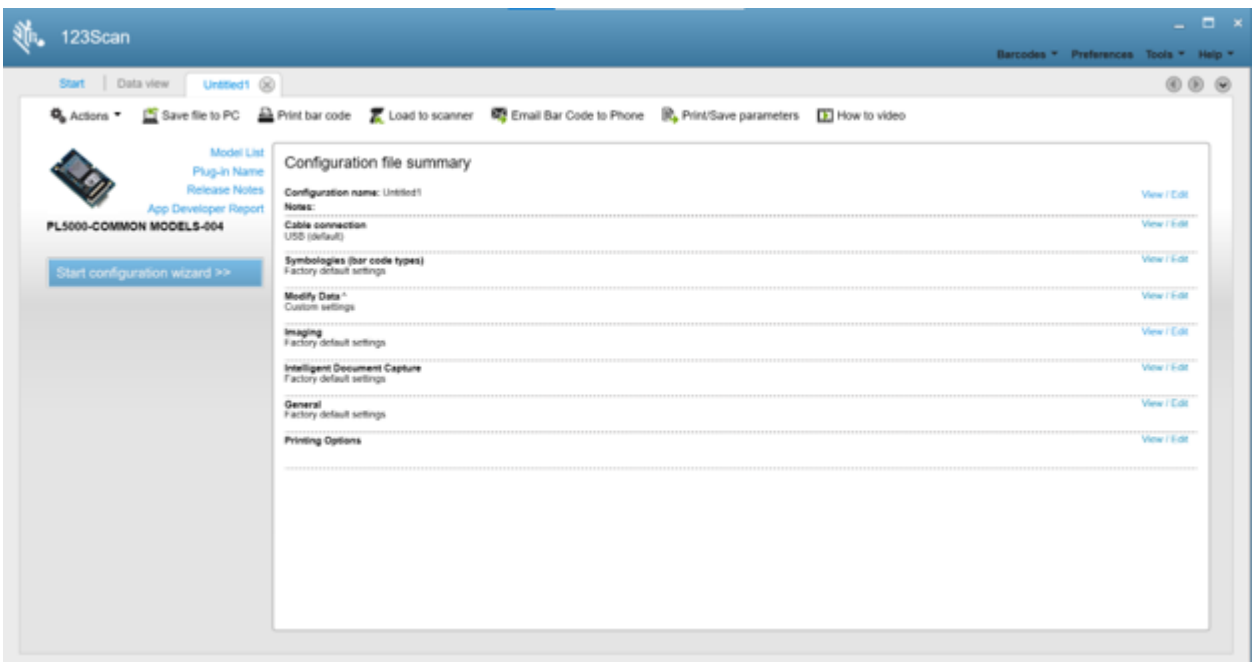 123Scan
Barcodes Preferences Tools Help
Start Data view Untitled1
Actions Save file to PC Print bar code Load to scanner Email Bar Code to Phone Print/Save parameters How to video
Model List
Plug-in Name
Release Notes
App Developer Report
PL5000-COMMON MODELS-004
Start configuration wizard >>
Configuration file summary
Configuration name: Untitled1 View / Edit
Notes:
Cable connection View / Edit
USB (default)
Symbologies (bar code types) View / Edit
Factory default settings
Modify Data ^ View / Edit
Custom settings
Imaging View / Edit
Factory default settings
Intelligent Document Capture View / Edit
Factory default settings
General View / Edit
Factory default settings
Printing Options View / Edit